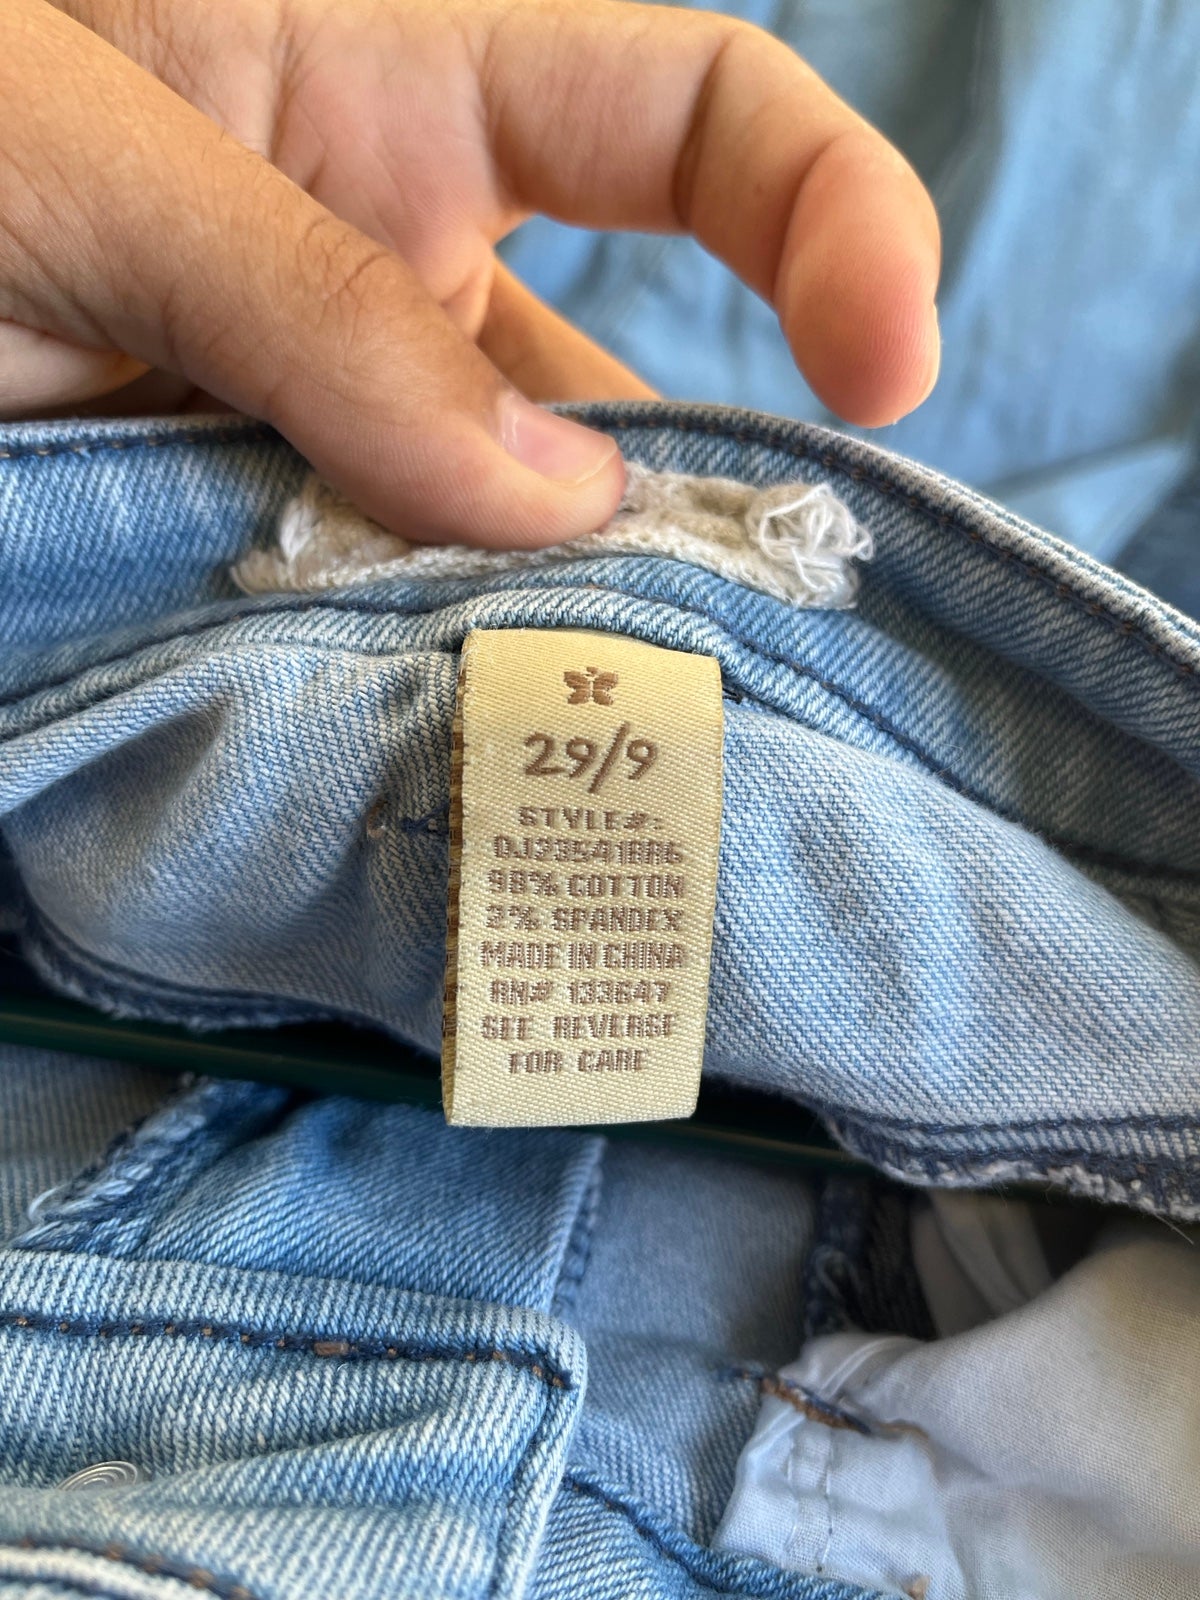 29/9
STYLE#:
98% COTTON
2% SPANDEX
MADE IN CHINA
RN# 133647
SEE REVERSE
FOR CARE